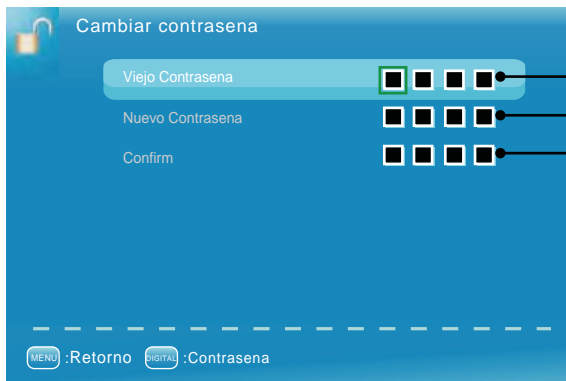 Cambiar contrasena
Viejo Contrasena
Nuevo Contrasena
Confirm
MENU :Retorno DIGITAL :Contrasena